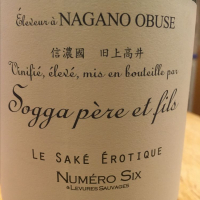 Éleveur à NAGANO OBUSE
信濃國 旧上高井
Vinifié, élevé, mis en bouteille par
Sogga père et fils
LE SAKÉ ÉROTIQUE
NUMÉRO SIX
LEVURES SAUVAGES